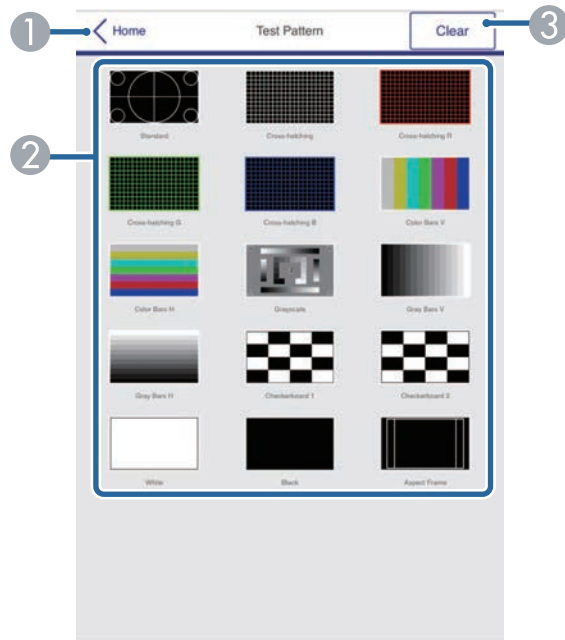 1
Home
Test Pattern
Clear
3
2
Standard
Cross-hatching
Cross-hatching R
Cross-hatching G
Cross-hatching B
Color Bars V
Color Bars H
Grayscale
Gray Bars V
Gray Bars H
Checkerboard 1
Checkerboard 2
White
Black
Aspect Frame